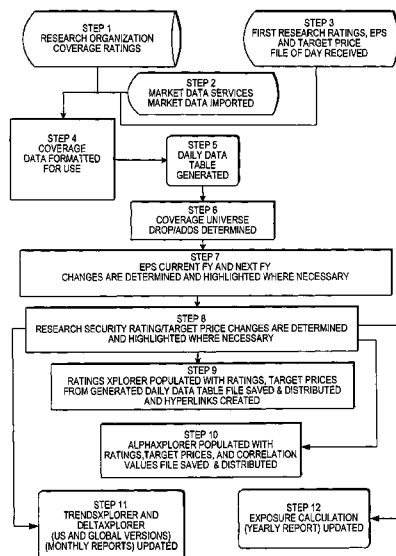 STEP 1
RESEARCH ORGANIZATION
COVERAGE RATINGS
STEP 3
FIRST RESEARCH RATINGS, EPS
AND TARGET PRICE
FILE OF DAY RECEIVED
STEP 2
MARKET DATA SERVICES
MARKET DATA IMPORTED
STEP 4
COVERAGE
DATA FORMATTED
FOR USE
STEP 5
DAILY DATA
TABLE
GENERATED
STEP 6
COVERAGE UNIVERSE
DROP/ADDS DETERMINED
STEP 7
EPS CURRENT FY AND NEXT FY
CHANGES ARE DETERMINED AND HIGHLIGHTED WHERE NECESSARY
STEP 8
RESEARCH SECURITY RATING/TARGET PRICE CHANGES ARE DETERMINED
AND HIGHLIGHTED WHERE NECESSARY
STEP 9
RATINGS XPLORER POPULATED WITH RATINGS, TARGET PRICES
FROM GENERATED DAILY DATA TABLE FILE SAVED & DISTRIBUTED
AND HYPERLINKS CREATED
STEP 10
ALPHAXPLORER POPULATED WITH
RATINGS,TARGET PRICES, AND CORRELATION
VALUES FILE SAVED & DISTRIBUTED
STEP 11
TRENDSXPLORER AND
DELTAXPLORER
(US AND GLOBAL VERSIONS)
(MONTHLY REPORTS) UPDATED
STEP 12
EXPOSURE CALCULATION
(YEARLY REPORT) UPDATED